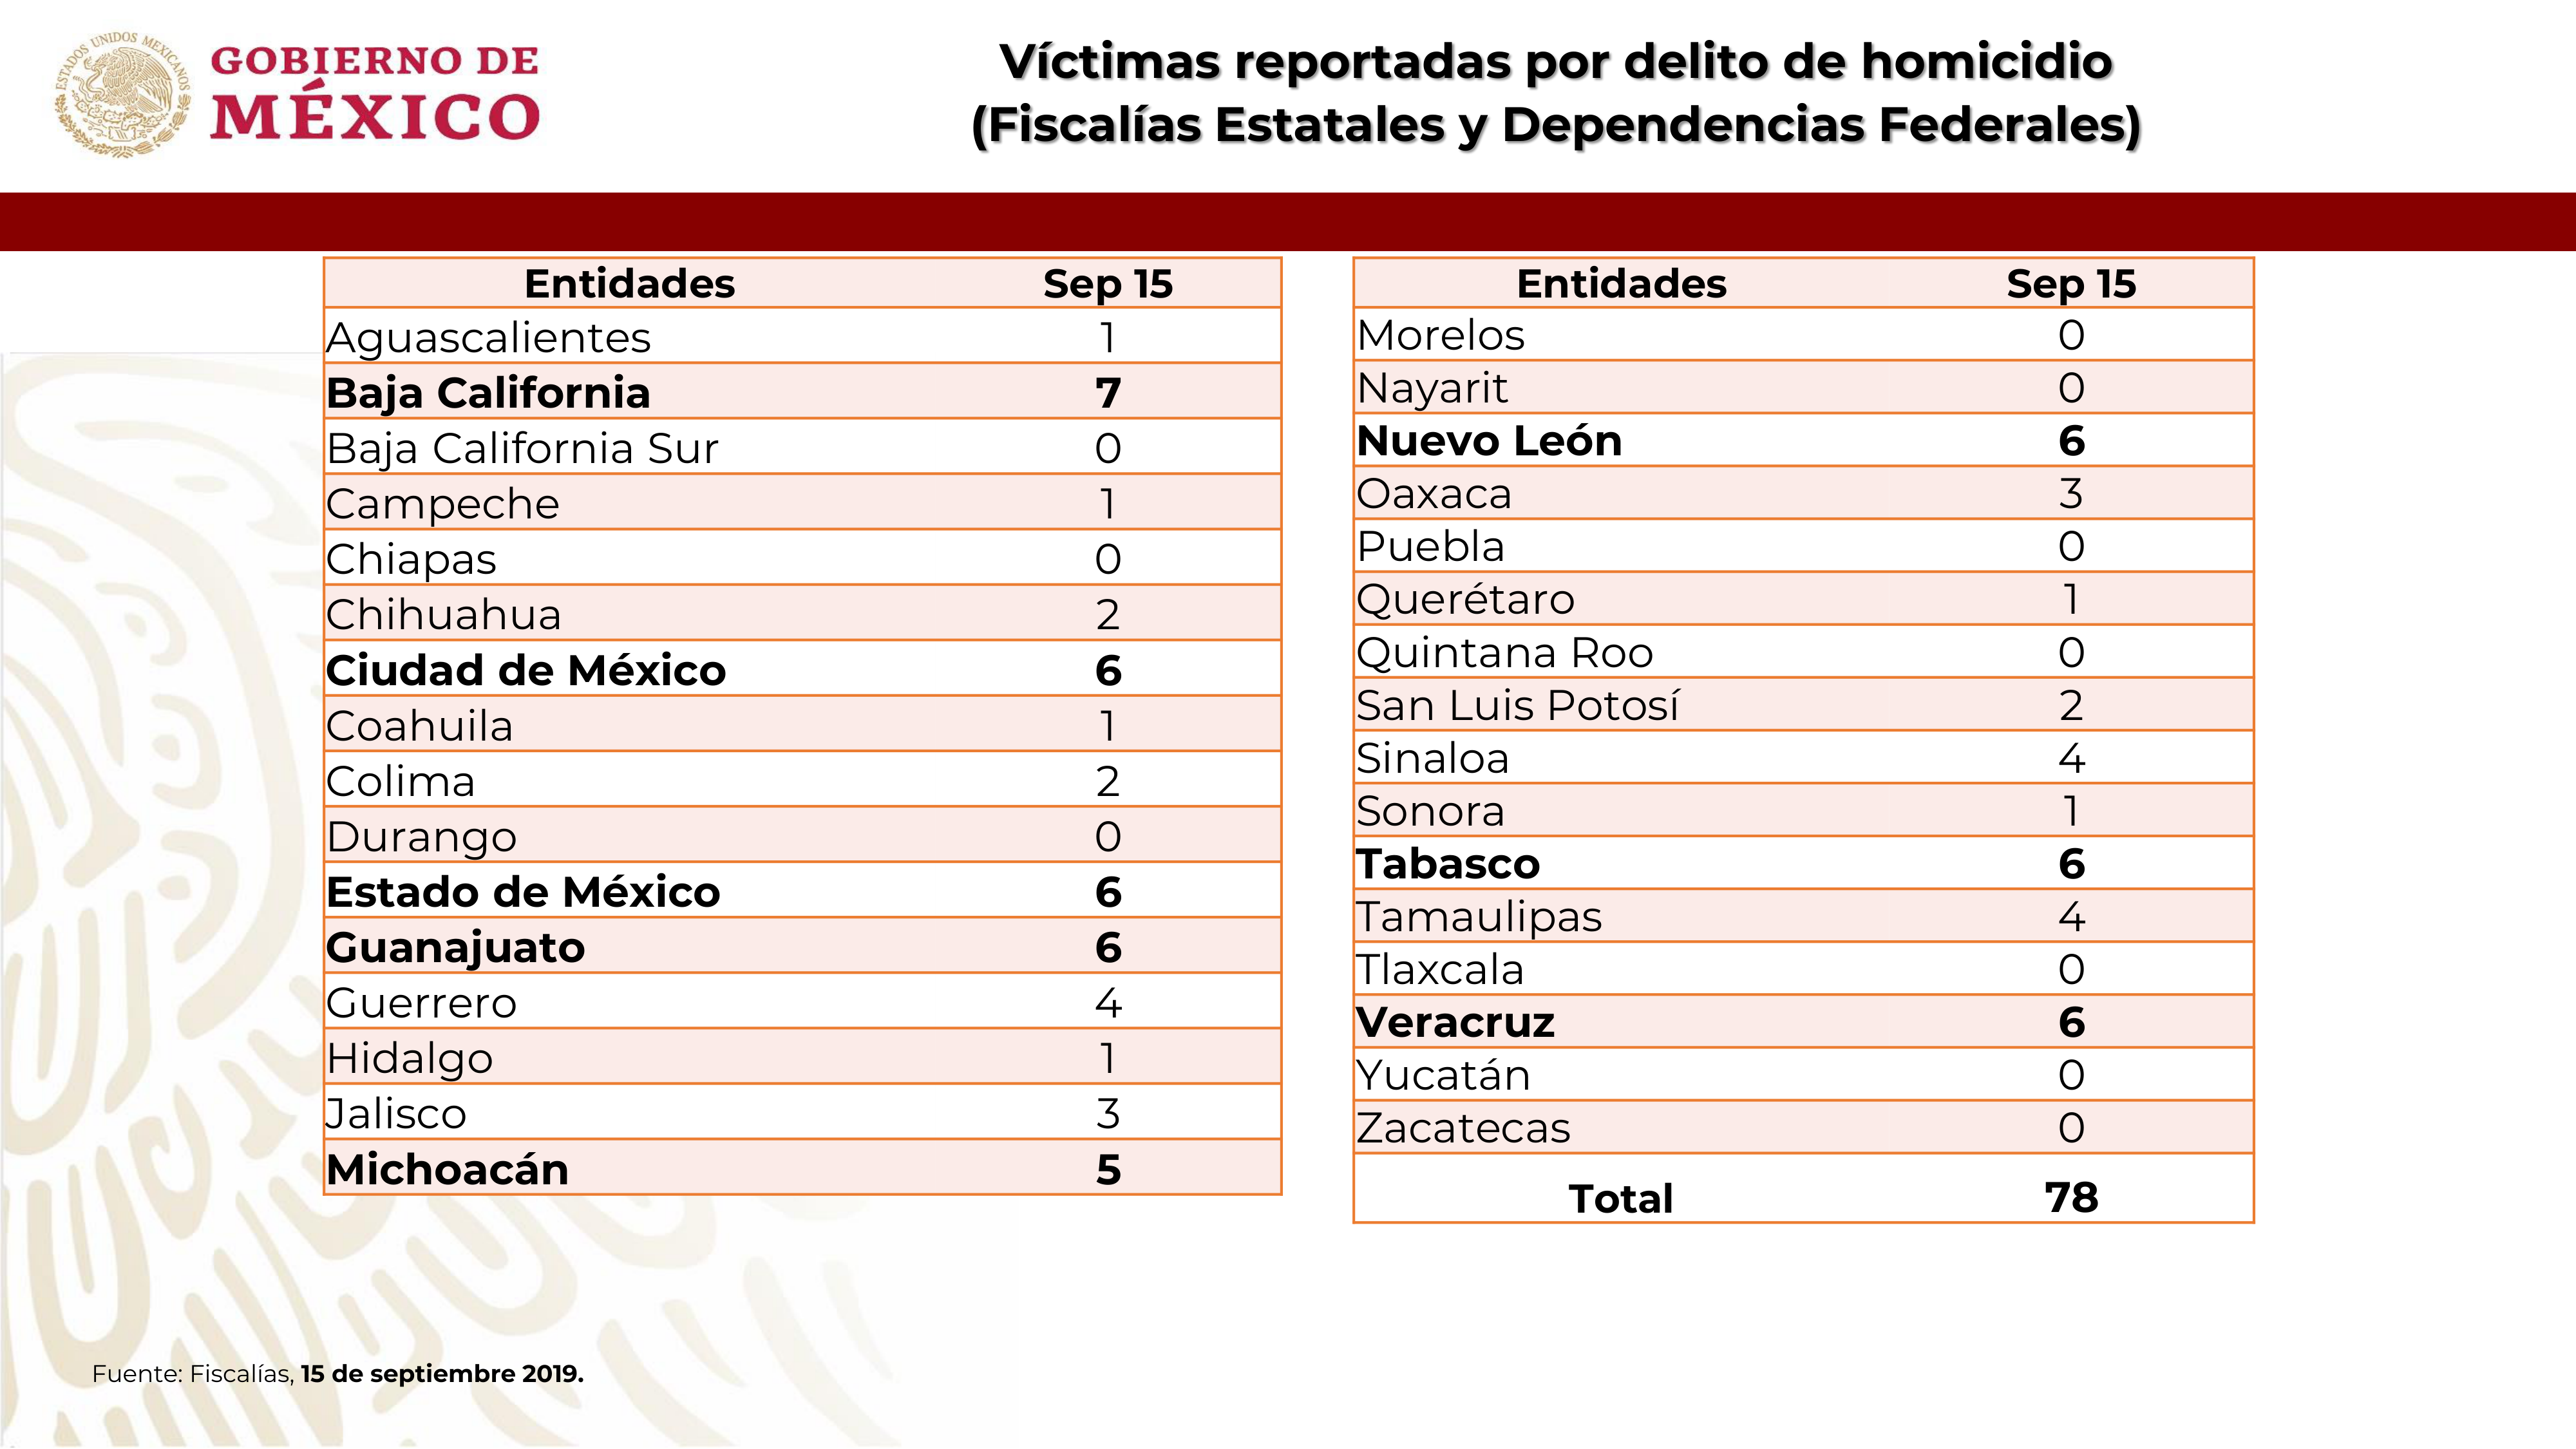 ESTADOS UNIDOS MEXICANOS
GOBIERNO DE
MÉXICO
Víctimas reportadas por delito de homicidio
(Fiscalías Estatales y Dependencias Federales)
Entidades Sep 15
Aguascalientes 1
Baja California 7
Baja California Sur 0
Campeche 1
Chiapas 0
Chihuahua 2
Ciudad de México 6
Coahuila 1
Colima 2
Durango 0
Estado de México 6
Guanajuato 6
Guerrero 4
Hidalgo 1
Jalisco 3
Michoacán 5
Entidades Sep 15
Morelos 0
Nayarit 0
Nuevo León 6
Oaxaca 3
Puebla 0
Querétaro 1
Quintana Roo 0
San Luis Potosí 2
Sinaloa 4
Sonora 1
Tabasco 6
Tamaulipas 4
Tlaxcala 0
Veracruz 6
Yucatán 0
Zacatecas 0
Total 78
Fuente: Fiscalías, 15 de septiembre 2019.